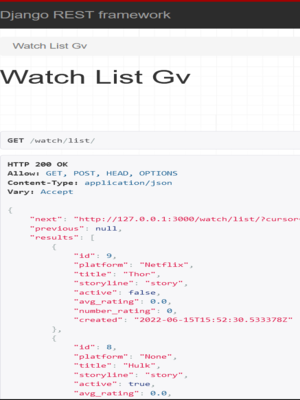 Django REST framework
Watch List Gv
Watch List Gv
GET /watch/list/
HTTP 200 OK
Allow: GET, POST, HEAD, OPTIONS
Content-Type: application/json
Vary: Accept
{
"next": "http://127.0.0.1:3000/watch/list/?cursor
"previous": null,
"results": [
{
"id": 9,
"platform": "Netflix",
"title": "Thor",
"storyline": "story",
"active": false,
"avg_rating": 0.0,
"number_rating": 0,
"created": "2022-06-15T15:52:30.533378Z"
},
{
"id": 8,
"platform": "None",
"title": "Hulk",
"storyline": "story",
"active": true,
"avg_rating": 0.0,